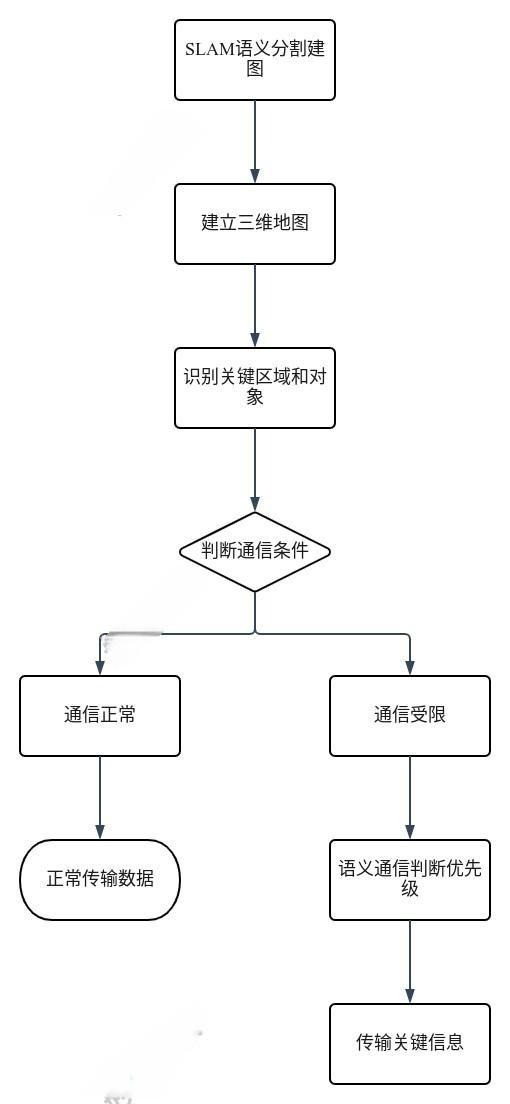 SLAM语义分割建
图
建立三维地图
识别关键区域和对
象
判断通信条件
通信正常
通信受限
正常传输数据
语义通信判断优先
级
传输关键信息